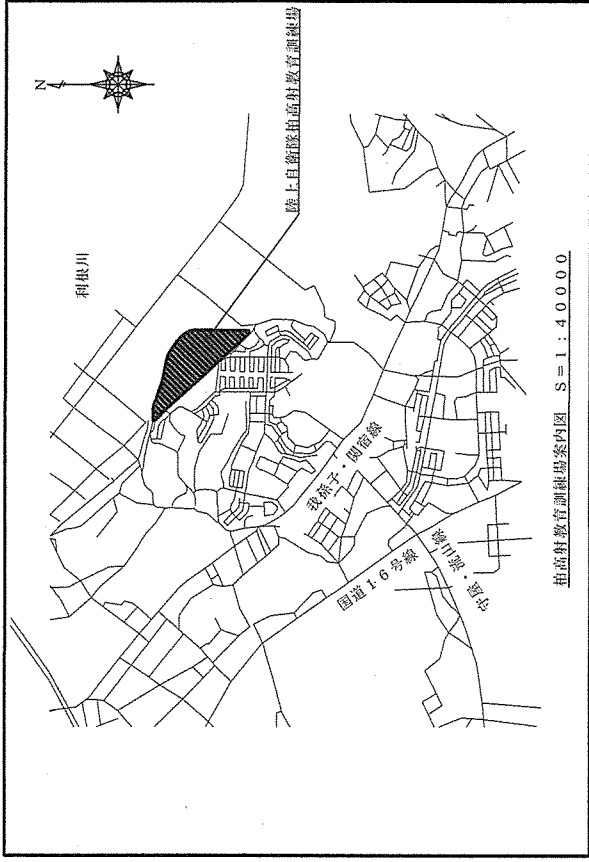 N
利根川
陸上自衛隊柏高射教育訓練場
我孫子・関宿線
国道1·6号線
守屋・流山線
柏高射教育訓練場案内図 S=1:40000